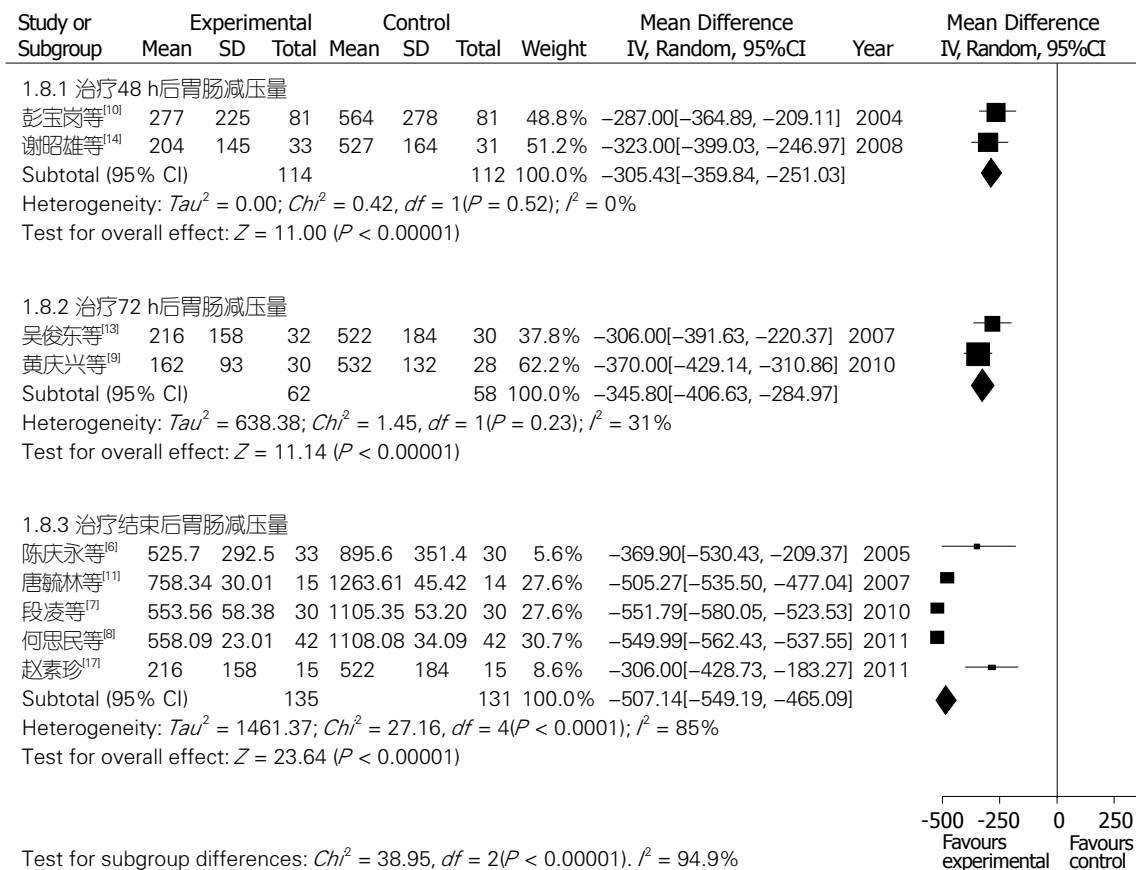 Study or Experimental Control Mean Difference Mean Difference
Subgroup Mean SD Total Mean SD Total Weight IV, Random, 95%CI Year IV, Random, 95%CI
1.8.1 治疗48 h后胃肠减压量
彭宝岗等[10] 277 225 81 564 278 81 48.8% −287.00[−364.89, −209.11] 2004
谢昭雄等[14] 204 145 33 527 164 31 51.2% −323.00[−399.03, −246.97] 2008
Subtotal (95% CI) 114 112 100.0% −305.43[−359.84, −251.03]
Heterogeneity: Tau² = 0.00; Chi² = 0.42, df = 1(P = 0.52); I² = 0%
Test for overall effect: Z = 11.00 (P < 0.00001)
1.8.2 治疗72 h后胃肠减压量
吴俊东等[13] 216 158 32 522 184 30 37.8% −306.00[−391.63, −220.37] 2007
黄庆兴等[9] 162 93 30 532 132 28 62.2% −370.00[−429.14, −310.86] 2010
Subtotal (95% CI) 62 58 100.0% −345.80[−406.63, −284.97]
Heterogeneity: Tau² = 638.38; Chi² = 1.45, df = 1(P = 0.23); I² = 31%
Test for overall effect: Z = 11.14 (P < 0.00001)
1.8.3 治疗结束后胃肠减压量
陈庆永等[6] 525.7 292.5 33 895.6 351.4 30 5.6% −369.90[−530.43, −209.37] 2005
唐毓林等[11] 758.34 30.01 15 1263.61 45.42 14 27.6% −505.27[−535.50, −477.04] 2007
段凌等[7] 553.56 58.38 30 1105.35 53.20 30 27.6% −551.79[−580.05, −523.53] 2010
何思民等[8] 558.09 23.01 42 1108.08 34.09 42 30.7% −549.99[−562.43, −537.55] 2011
赵素珍[17] 216 158 15 522 184 15 8.6% −306.00[−428.73, −183.27] 2011
Subtotal (95% CI) 135 131 100.0% −507.14[−549.19, −465.09]
Heterogeneity: Tau² = 1461.37; Chi² = 27.16, df = 4(P < 0.0001); I² = 85%
Test for overall effect: Z = 23.64 (P < 0.00001)
-500 -250 0 250
Favours experimental Favours control
Test for subgroup differences: Chi² = 38.95, df = 2(P < 0.00001). I² = 94.9%